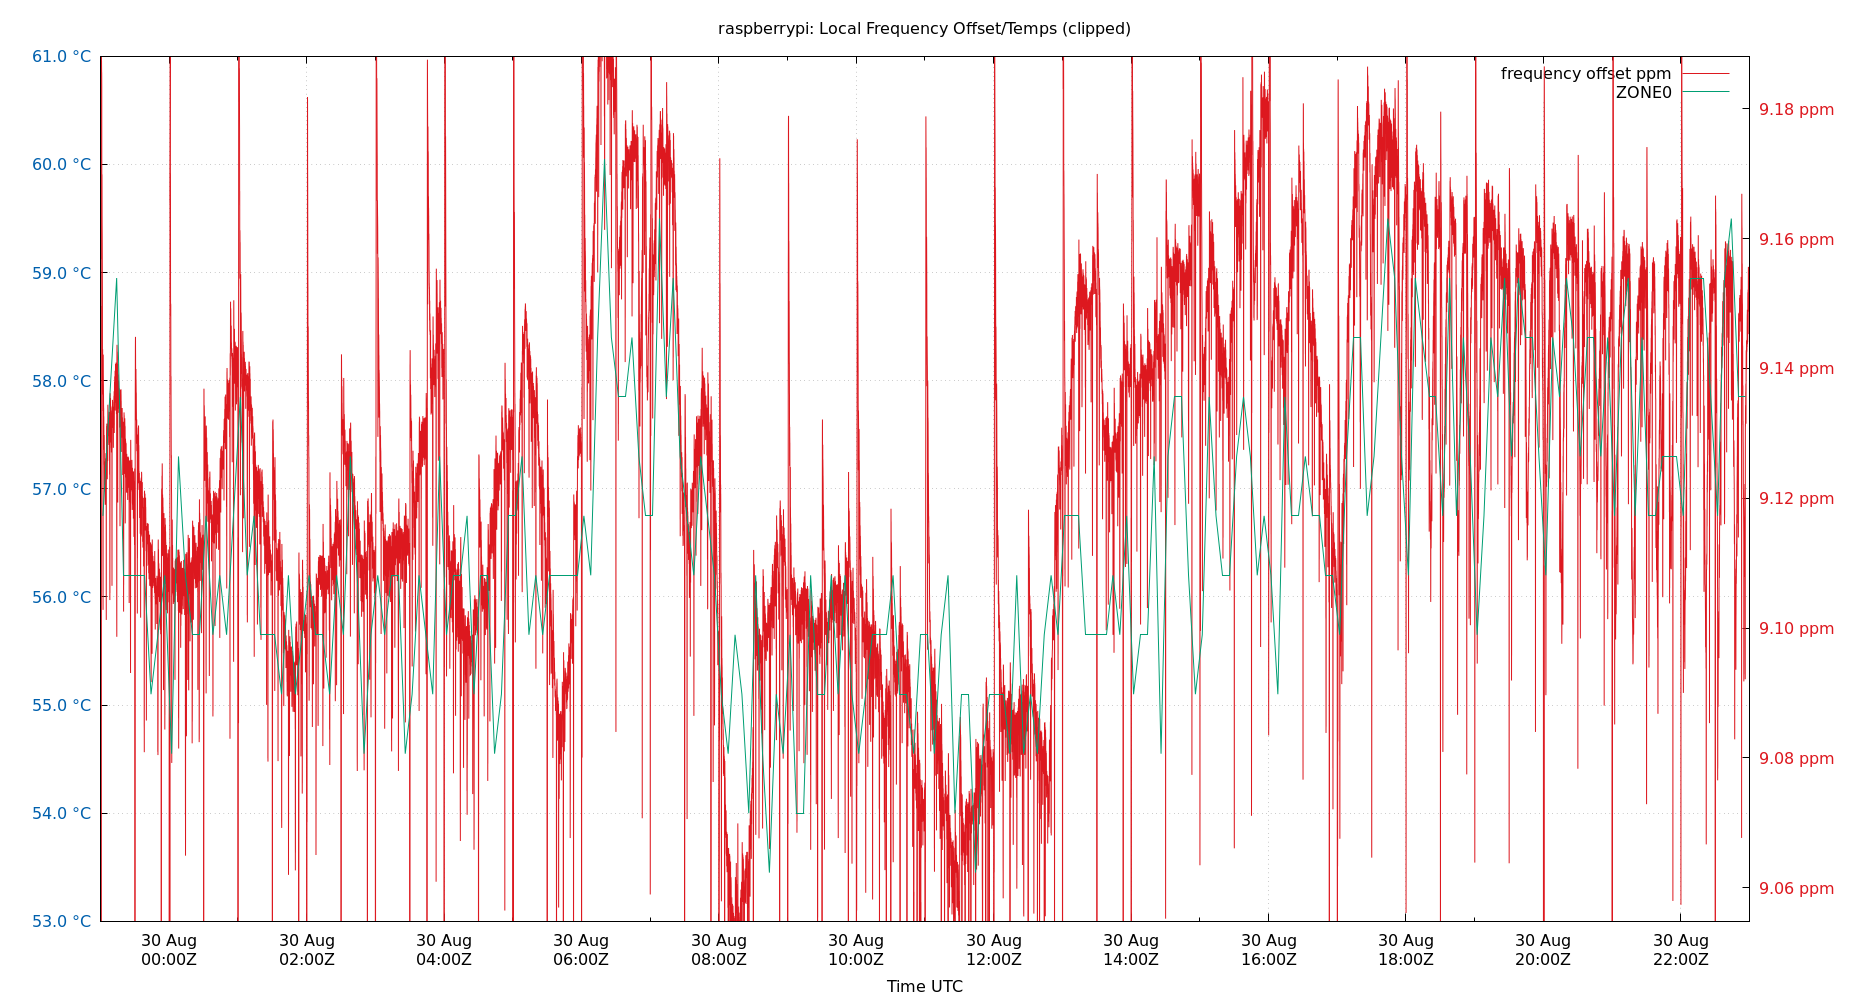 raspberrypi: Local Frequency Offset/Temps (clipped)
frequency offset ppm
ZONE0
61.0 °C
60.0 °C
59.0 °C
58.0 °C
57.0 °C
56.0 °C
55.0 °C
54.0 °C
53.0 °C
9.18 ppm
9.16 ppm
9.14 ppm
9.12 ppm
9.10 ppm
9.08 ppm
9.06 ppm
30 Aug
00:00Z
30 Aug
02:00Z
30 Aug
04:00Z
30 Aug
06:00Z
30 Aug
08:00Z
30 Aug
10:00Z
30 Aug
12:00Z
30 Aug
14:00Z
30 Aug
16:00Z
30 Aug
18:00Z
30 Aug
20:00Z
30 Aug
22:00Z
Time UTC